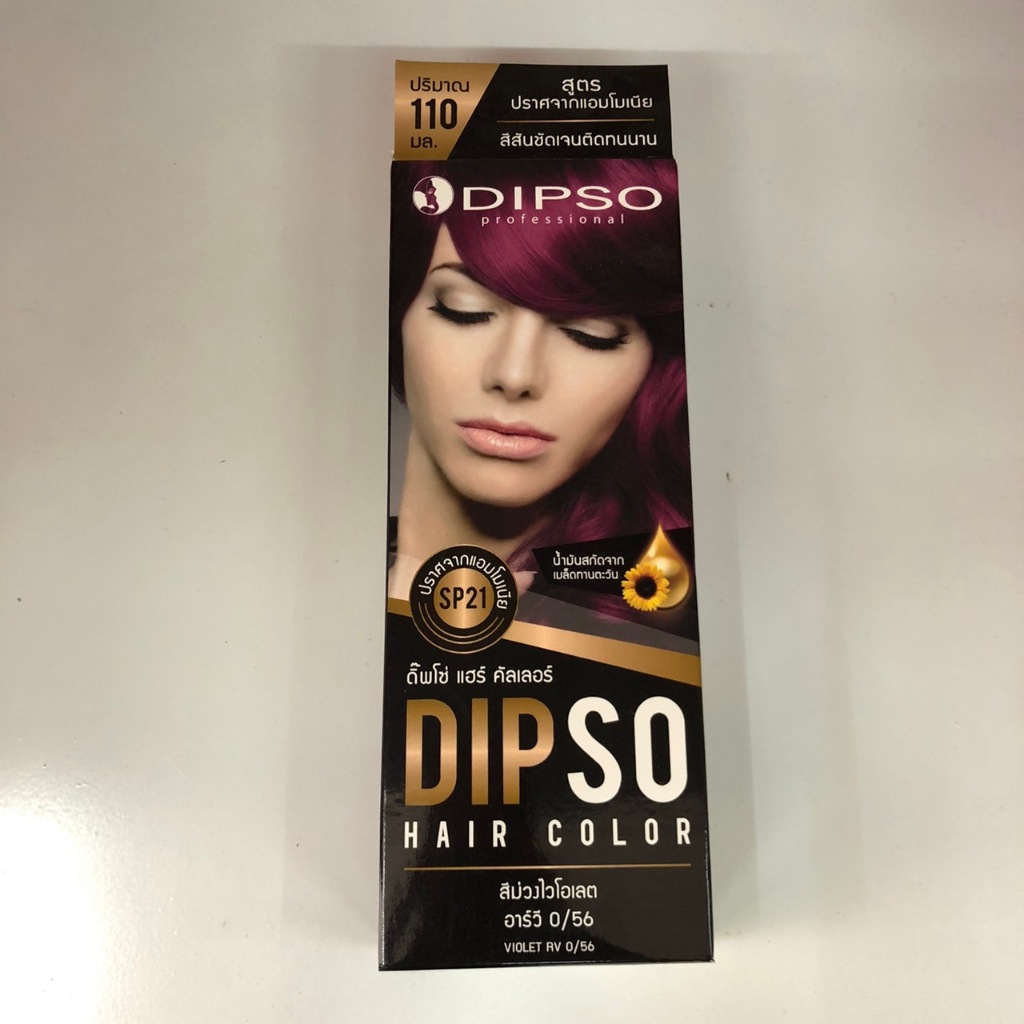 ปริมาณ
110
มล.
สูตร
ปราศจากแอมโมเนีย
สีสันชัดเจนติดทนนาน
DIPSO
professional
น้ำมันสกัดจาก
เมล็ดทานตะวัน
ปราศจากแอมโมเนีย
SP21
ดิ๊พโซ่ แฮร์ คัลเลอร์
DIPSO
HAIR COLOR
สีม่วงไวโอเลต
อาร์วี 0/56
VIOLET RV 0/56